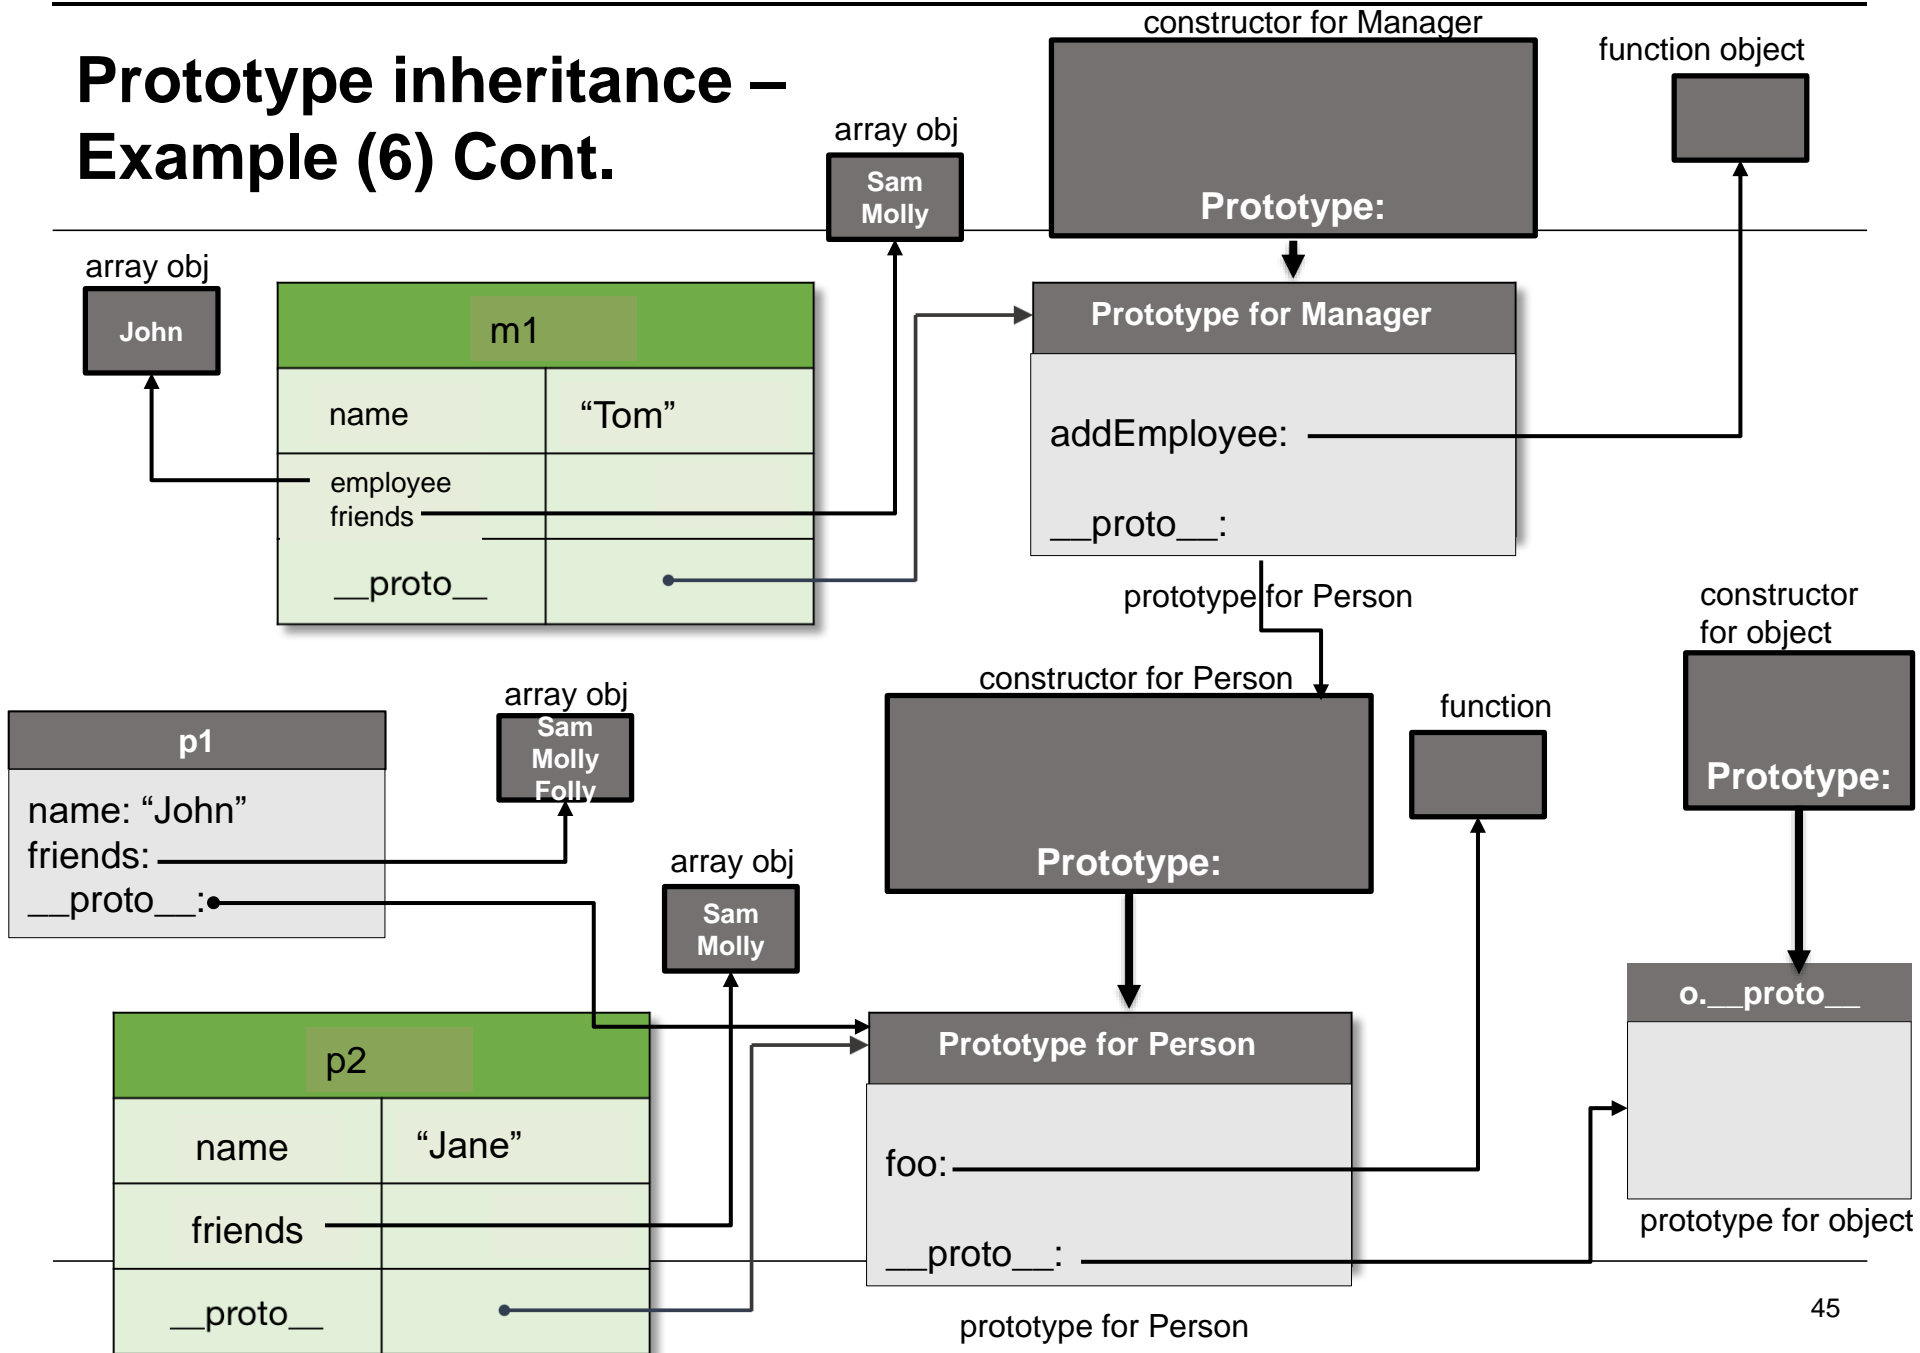 constructor for Manager
function object
Prototype inheritance –
Example (6) Cont.
array obj
Sam
Molly
Prototype:
array obj
John
m1
name
“Tom”
employee
friends
__proto__
Prototype for Manager
addEmployee:
__proto__:
prototype for Person
constructor
for object
Prototype:
constructor for Person
Prototype:
function
array obj
Sam
Molly
Folly
p1
name: “John”
friends:
__proto__:
array obj
Sam
Molly
p2
name
“Jane”
friends
__proto__
Prototype for Person
foo:
__proto__:
prototype for Person
o.__proto__
prototype for object
45